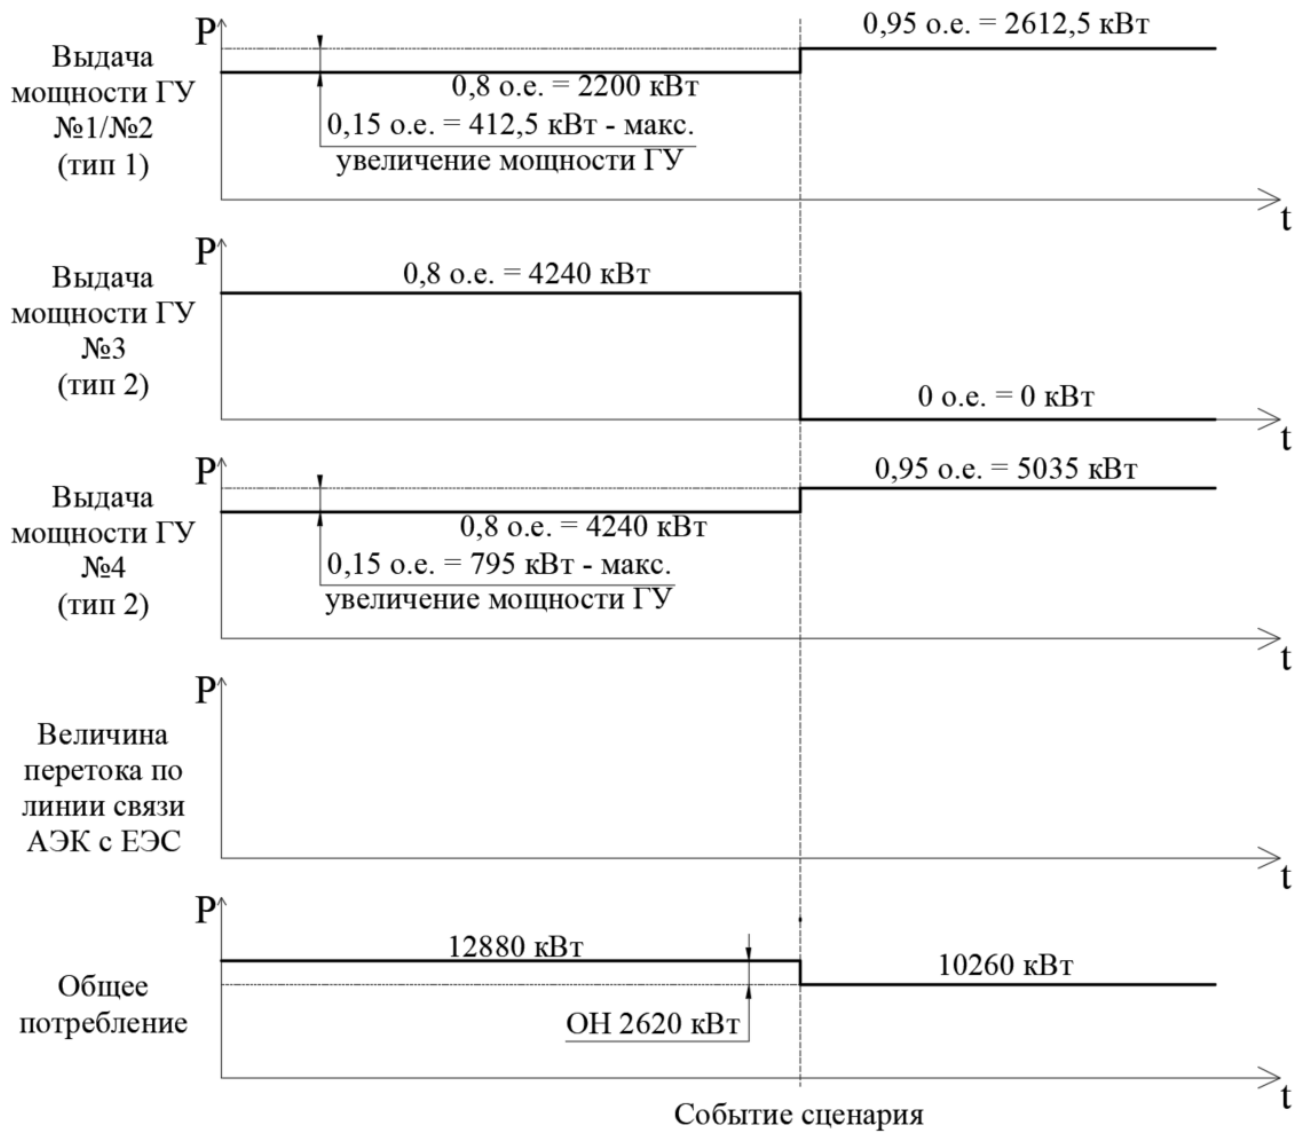 P
0,95 о.е. = 2612,5 кВт
Выдача
мощности ГУ
№1/№2
(тип 1)
0,8 о.е. = 2200 кВт
0,15 о.е. = 412,5 кВт - макс.
увеличение мощности ГУ
t
P
Выдача
мощности ГУ
№3
(тип 2)
0,8 о.е. = 4240 кВт
0 о.е. = 0 кВт
t
P
0,95 о.е. = 5035 кВт
Выдача
мощности ГУ
№4
(тип 2)
0,8 о.е. = 4240 кВт
0,15 о.е. = 795 кВт - макс.
увеличение мощности ГУ
t
P
Величина
перетока по
линии связи
АЭК с ЕЭС
t
P
12880 кВт
10260 кВт
Общее
потребление
ОН 2620 кВт
t
Событие сценария